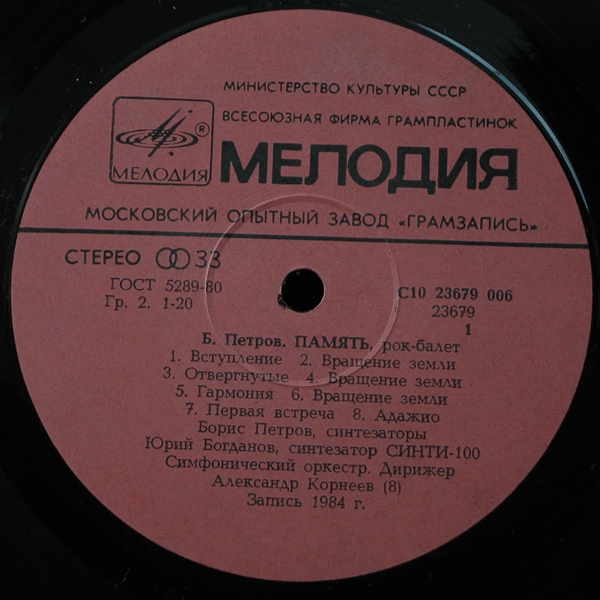 МИНИСТЕРСТВО КУЛЬТУРЫ СССР
ВСЕСОЮЗНАЯ ФИРМА ГРАМПЛАСТИНОК
® МЕЛОДИЯ
МЕЛОДИЯ
МОСКОВСКИЙ ОПЫТНЫЙ ЗАВОД «ГРАМЗАПИСЬ»
СТЕРЕО 33
ГОСТ 5289-80
Гр. 2. 1-20
С10 23679 006
23679
1
Б. Петров. ПАМЯТЬ, рок-балет
1. Вступление 2. Вращение земли
3. Отвергнутые 4. Вращение земли
5. Гармония 6. Вращение земли
7. Первая встреча 8. Адажио
Борис Петров, синтезаторы
Юрий Богданов, синтезатор СИНТИ-100
Симфонический оркестр. Дирижер
Александр Корнеев (8)
Запись 1984 г.